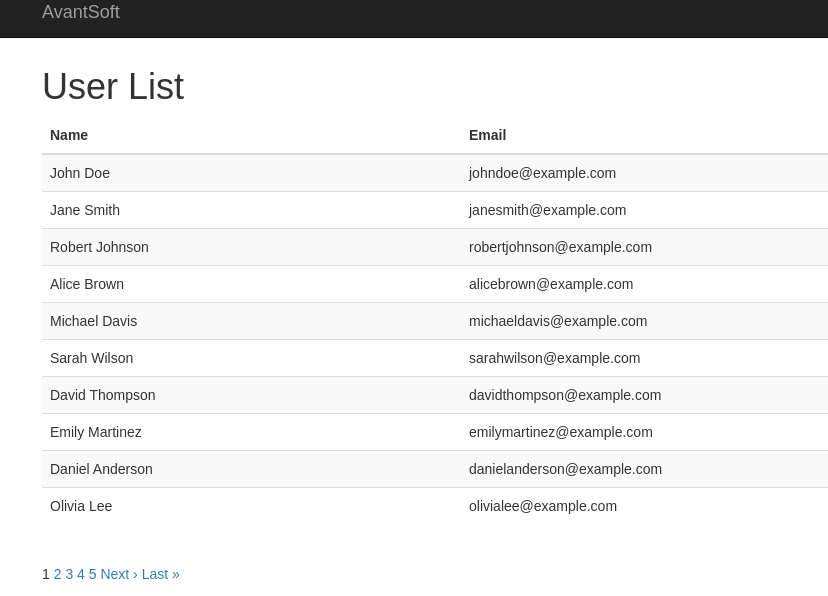 AvantSoft
User List
Name Email
John Doe johndoe@example.com
Jane Smith janesmith@example.com
Robert Johnson robertjohnson@example.com
Alice Brown alicebrown@example.com
Michael Davis michaeldavis@example.com
Sarah Wilson sarahwilson@example.com
David Thompson davidthompson@example.com
Emily Martinez emilymartinez@example.com
Daniel Anderson danielanderson@example.com
Olivia Lee olivialee@example.com
1 2 3 4 5 Next › Last »